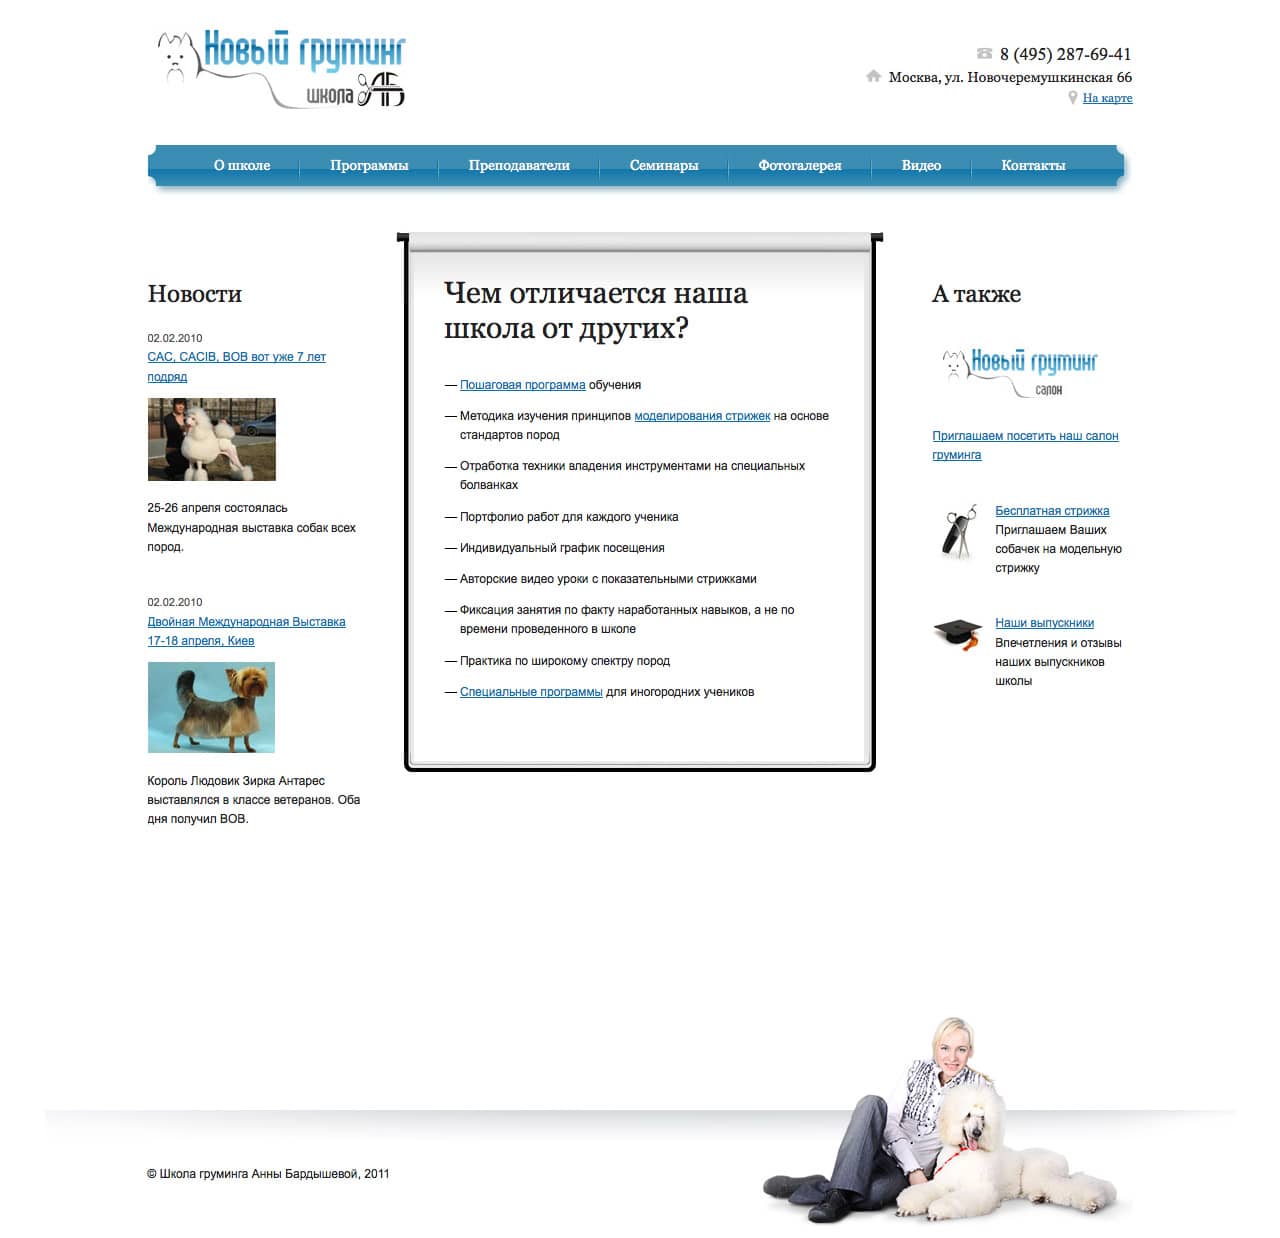 Новый груминг
школа АБ
8 (495) 287-69-41
Москва, ул. Новочеремушкинская 66
На карте
О школе Программы Преподаватели Семинары Фотогалерея Видео Контакты
Новости
02.02.2010
CAC, CACIB, BOB вот уже 7 лет
подряд
25-26 апреля состоялась
Международная выставка собак всех
пород.
02.02.2010
Двойная Международная Выставка
17-18 апреля, Киев
Король Людовик Зирка Антарес
выставлялся в классе ветеранов. Оба
дня получил BOB.
Чем отличается наша
школа от других?
— Пошаговая программа обучения
— Методика изучения принципов моделирования стрижек на основе
стандартов пород
— Отработка техники владения инструментами на специальных
болванках
— Портфолио работ для каждого ученика
— Индивидуальный график посещения
— Авторские видео уроки с показательными стрижками
— Фиксация занятия по факту наработанных навыков, а не по
времени проведенного в школе
— Практика по широкому спектру пород
— Специальные программы для иногородних учеников
А также
Новый груминг
салон
Приглашаем посетить наш салон
груминга
Бесплатная стрижка
Приглашаем Ваших
собачек на модельную
стрижку
Наши выпускники
Впечетления и отзывы
наших выпускников
школы
© Школа груминга Анны Бардышевой, 2011